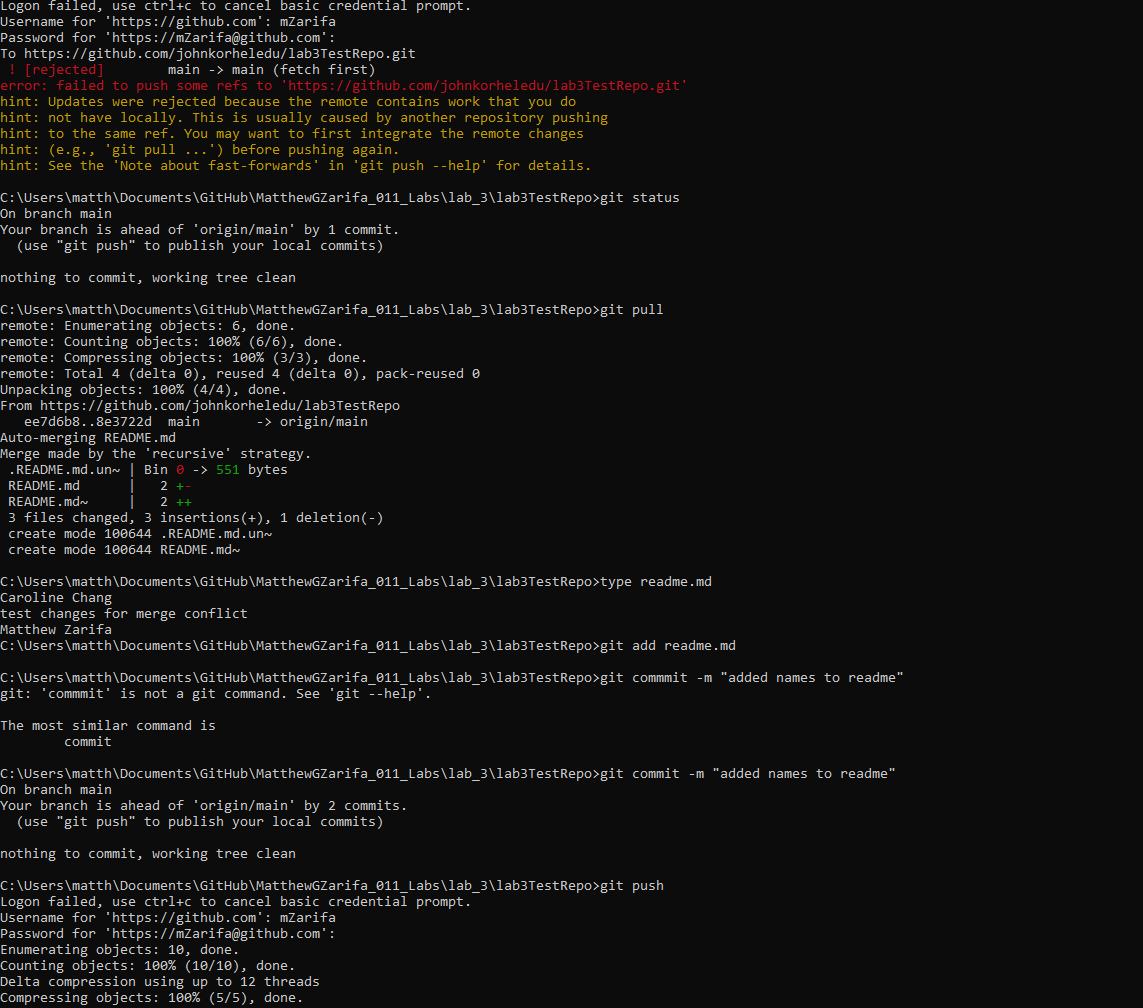 Logon failed, use ctrl+c to cancel basic credential prompt.
Username for 'https://github.com': mZarifa
Password for 'https://mZarifa@github.com':
To https://github.com/johnkorheledu/lab3TestRepo.git
 ! [rejected]        main -> main (fetch first)
error: failed to push some refs to 'https://github.com/johnkorheledu/lab3TestRepo.git'
hint: Updates were rejected because the remote contains work that you do
hint: not have locally. This is usually caused by another repository pushing
hint: to the same ref. You may want to first integrate the remote changes
hint: (e.g., 'git pull ...') before pushing again.
hint: See the 'Note about fast-forwards' in 'git push --help' for details.
C:\Users\matth\Documents\GitHub\MatthewGZarifa_011_Labs\lab_3\lab3TestRepo>git status
On branch main
Your branch is ahead of 'origin/main' by 1 commit.
  (use "git push" to publish your local commits)
nothing to commit, working tree clean
C:\Users\matth\Documents\GitHub\MatthewGZarifa_011_Labs\lab_3\lab3TestRepo>git pull
remote: Enumerating objects: 6, done.
remote: Counting objects: 100% (6/6), done.
remote: Compressing objects: 100% (3/3), done.
remote: Total 4 (delta 0), reused 4 (delta 0), pack-reused 0
Unpacking objects: 100% (4/4), done.
From https://github.com/johnkorheledu/lab3TestRepo
   ee7d6b8..8e3722d  main       -> origin/main
Auto-merging README.md
Merge made by the 'recursive' strategy.
 .README.md.un~ | Bin 0 -> 551 bytes
 README.md      |   2 +-
 README.md~     |   2 ++
 3 files changed, 3 insertions(+), 1 deletion(-)
 create mode 100644 .README.md.un~
 create mode 100644 README.md~
C:\Users\matth\Documents\GitHub\MatthewGZarifa_011_Labs\lab_3\lab3TestRepo>type readme.md
Caroline Chang
test changes for merge conflict
Matthew Zarifa
C:\Users\matth\Documents\GitHub\MatthewGZarifa_011_Labs\lab_3\lab3TestRepo>git add readme.md
C:\Users\matth\Documents\GitHub\MatthewGZarifa_011_Labs\lab_3\lab3TestRepo>git commmit -m "added names to readme"
git: 'commmit' is not a git command. See 'git --help'.
The most similar command is
        commit
C:\Users\matth\Documents\GitHub\MatthewGZarifa_011_Labs\lab_3\lab3TestRepo>git commit -m "added names to readme"
On branch main
Your branch is ahead of 'origin/main' by 2 commits.
  (use "git push" to publish your local commits)
nothing to commit, working tree clean
C:\Users\matth\Documents\GitHub\MatthewGZarifa_011_Labs\lab_3\lab3TestRepo>git push
Logon failed, use ctrl+c to cancel basic credential prompt.
Username for 'https://github.com': mZarifa
Password for 'https://mZarifa@github.com':
Enumerating objects: 10, done.
Counting objects: 100% (10/10), done.
Delta compression using up to 12 threads
Compressing objects: 100% (5/5), done.